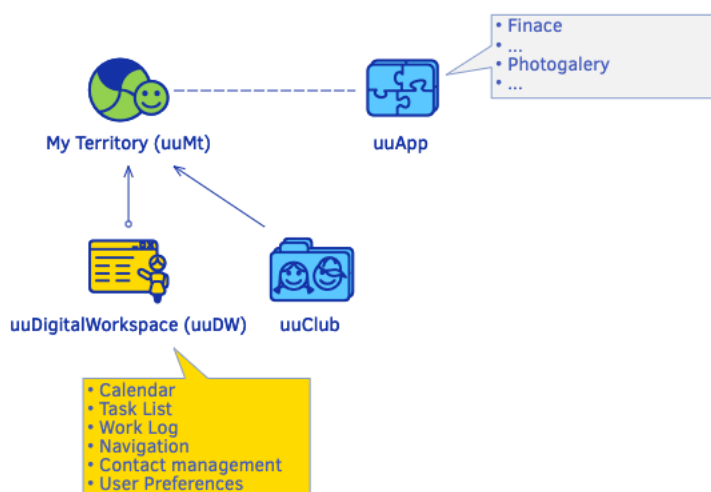 • Finace
• ...
• Photogalery
• ...
My Territory (uuMt)
uuApp
uuDigitalWorkspace (uuDW)
uuClub
• Calendar
• Task List
• Work Log
• Navigation
• Contact management
• User Preferences